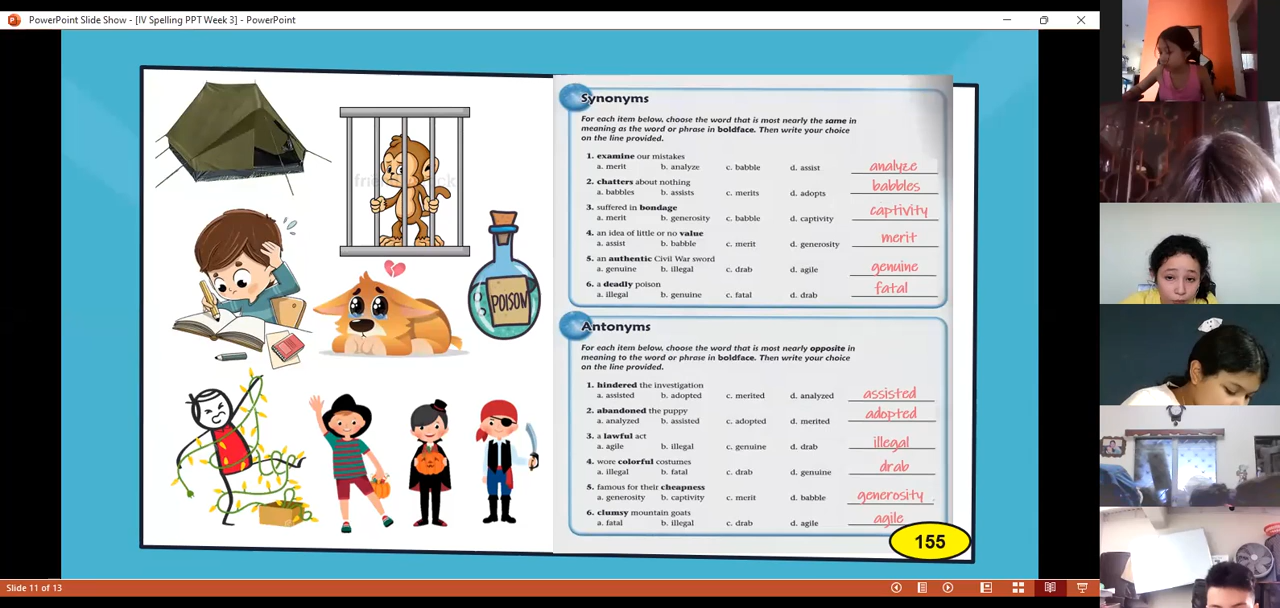 PowerPoint Slide Show - [IV Spelling PPT Week 3] - PowerPoint
POISON
Synonyms
For each item below, choose the word that is most nearly the same in
meaning as the word or phrase in boldface. Then write your choice
on the line provided.
1. examine our mistakes
a. merit b. analyze c. babble d. assist analyze
2. chatters about nothing
a. babbles b. assists c. merits d. adopts babbles
3. suffered in bondage
a. merit b. generosity c. babble d. captivity captivity
4. an idea of little or no value
a. assist b. babble c. merit d. generosity merit
5. an authentic Civil War sword
a. genuine b. illegal c. drab d. agile genuine
6. a deadly poison
a. illegal b. genuine c. fatal d. drab fatal
Antonyms
For each item below, choose the word that is most nearly opposite in
meaning to the word or phrase in boldface. Then write your choice
on the line provided.
1. hindered the investigation
a. assisted b. adopted c. merited d. analyzed assisted
2. abandoned the puppy
a. analyzed b. assisted c. adopted d. merited adopted
3. a lawful act
a. agile b. illegal c. genuine d. drab illegal
4. wore colorful costumes
a. illegal b. fatal c. drab d. genuine drab
5. famous for their cheapness
a. generosity b. captivity c. merit d. babble generosity
6. clumsy mountain goats
a. fatal b. illegal c. drab d. agile agile
155
Slide 11 of 13